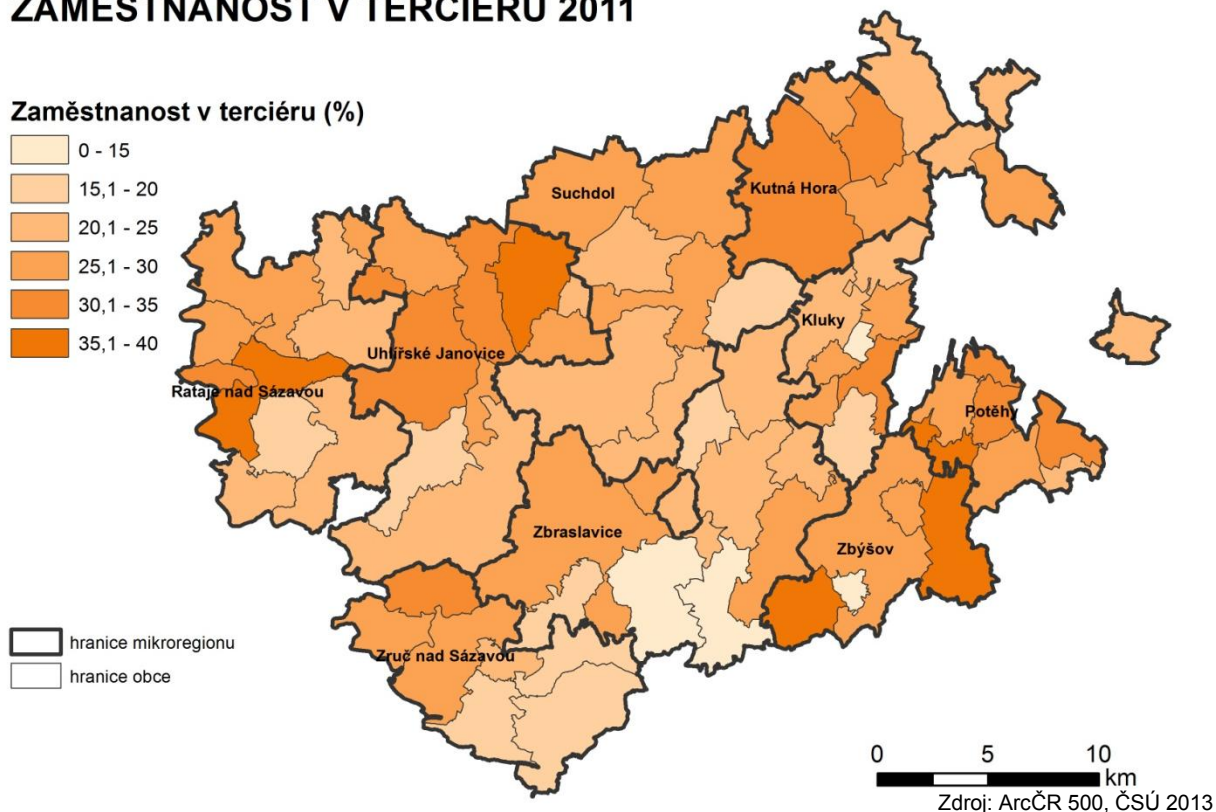 ZAMĚSTNANOST V TERCIÉRU 2011
Zaměstnanost v terciéru (%)
0 - 15
15,1 - 20
20,1 - 25
25,1 - 30
30,1 - 35
35,1 - 40
Suchdol
Kutná Hora
Kluky
Uhlířské Janovice
Rataje nad Sázavou
Potěhy
Zbraslavice
Zbýšov
Zruč nad Sázavou
hranice mikroregionu
hranice obce
0 5 10
km
Zdroj: ArcČR 500, ČSÚ 2013